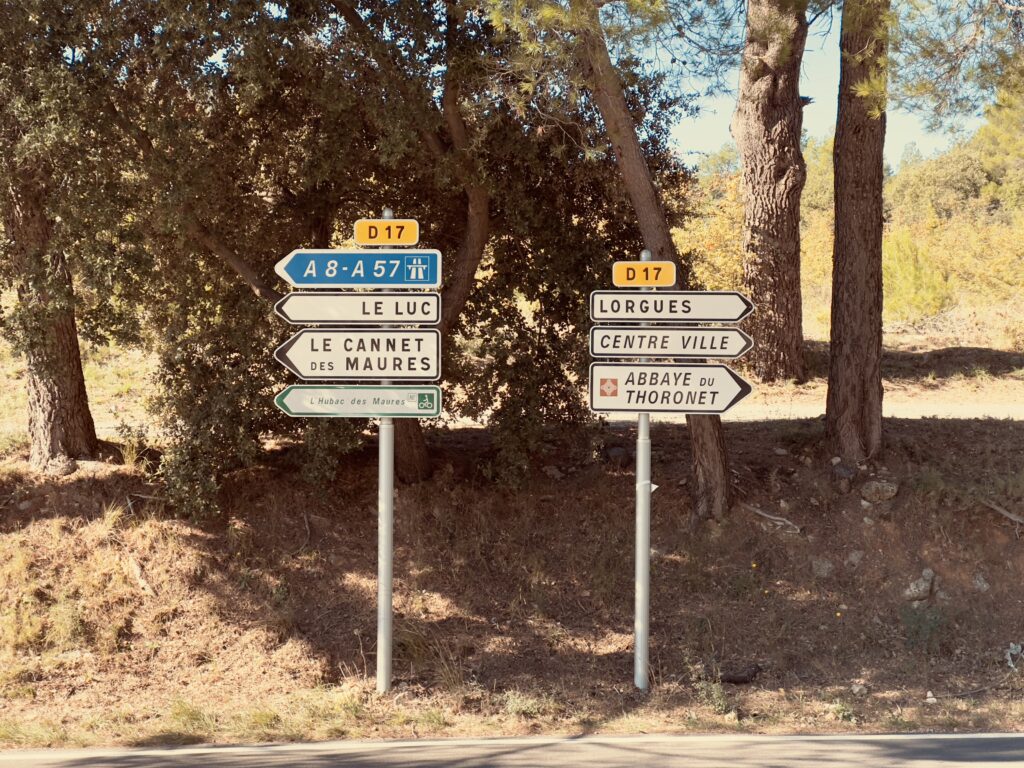 D 17
A 8 - A 57
LE LUC
LE CANNET
DES MAURES
L'Hubac des Maures
D 17
LORGUES
CENTRE VILLE
ABBAYE DU
THORONET